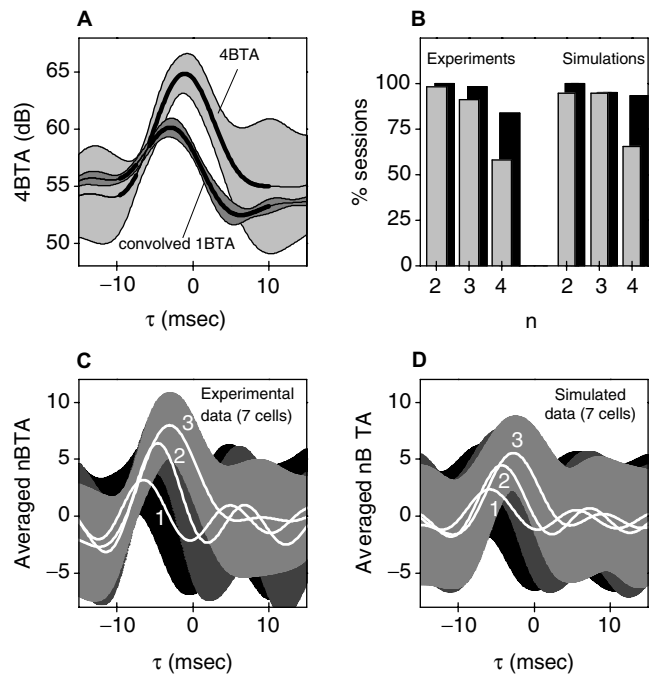 A
4BTA (dB)
65
60
55
50
4BTA
convolved 1BTA
−10
0
10
τ (msec)
B
% sessions
100
75
50
25
0
Experiments
Simulations
2
3
4
2
3
4
n
C
Averaged nBTA
10
5
0
−5
Experimental
data (7 cells)
3
2
1
−10
0
10
τ (msec)
D
Averaged nB TA
10
5
0
−5
Simulated
data (7 cells)
3
2
1
−10
0
10
τ (msec)